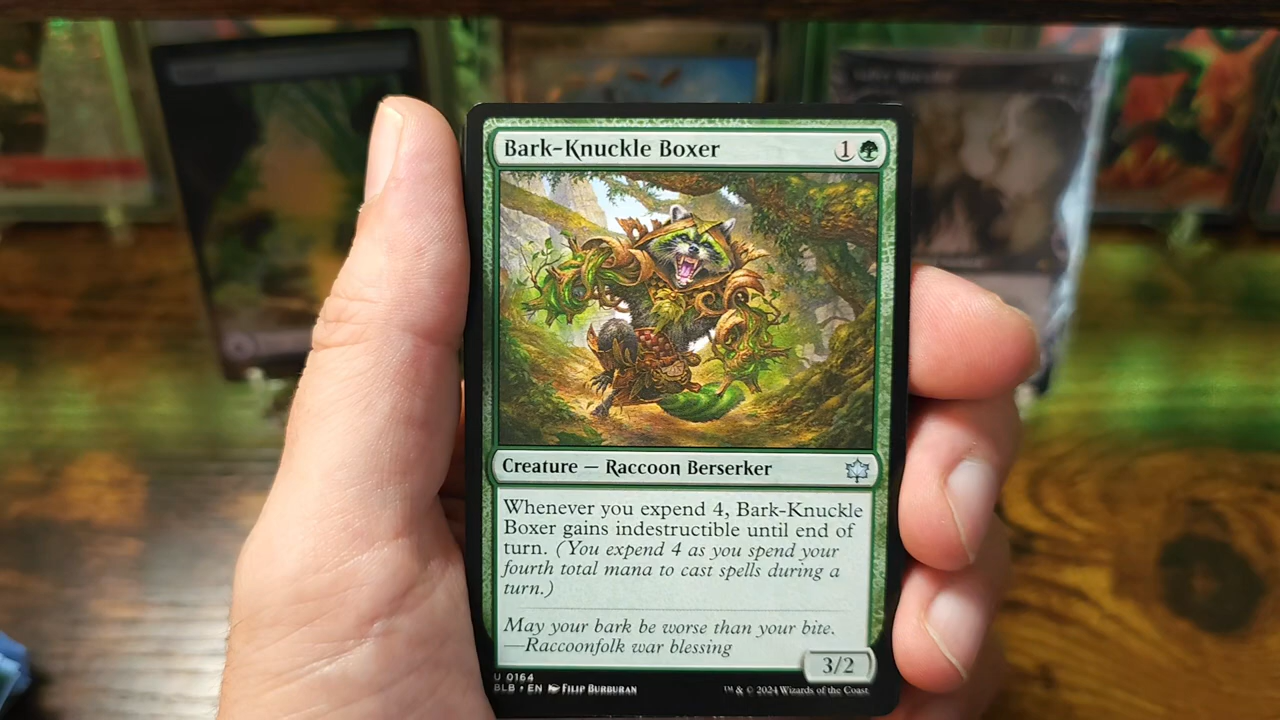 Bark-Knuckle Boxer 1
Creature — Raccoon Berserker
Whenever you expend 4, Bark-Knuckle
Boxer gains indestructible until end of
turn. (You expend 4 as you spend your
fourth total mana to cast spells during a
turn.)
May your bark be worse than your bite.
—Raccoonfolk war blessing
3/2
U 0164
BLB • EN Filip Burburan
™ & © 2024 Wizards of the Coast